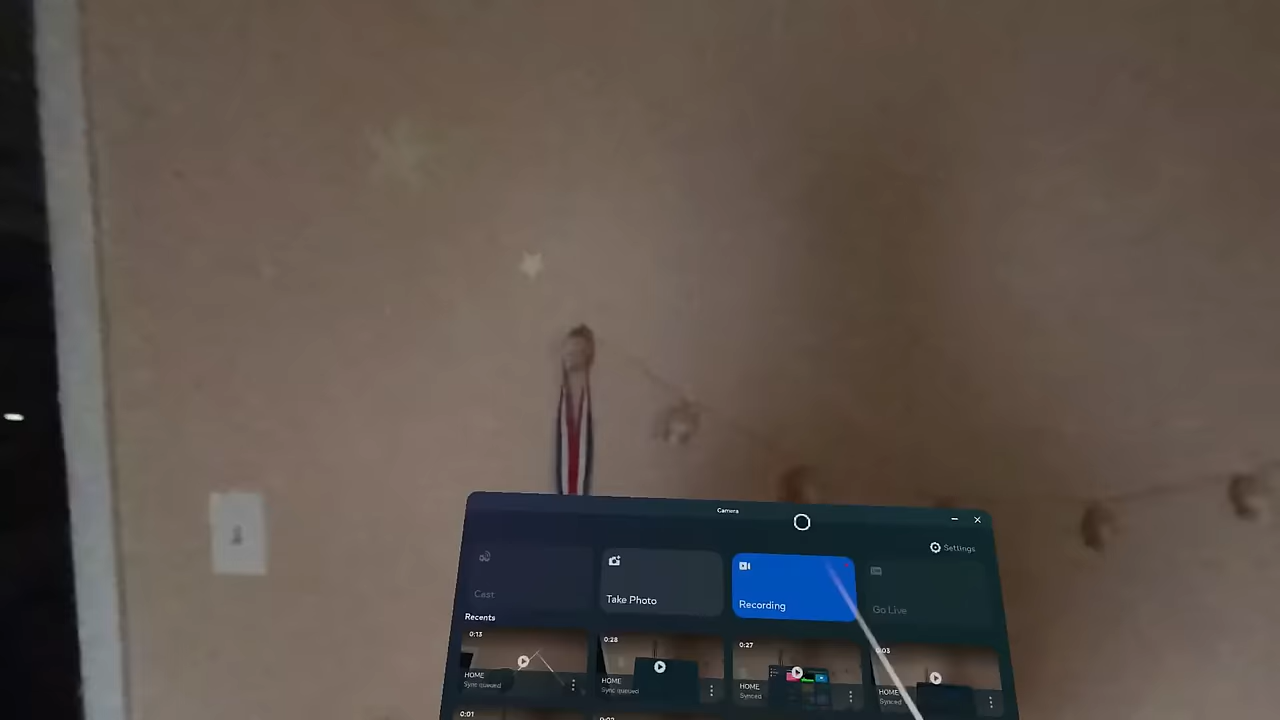 Camera
Settings
Cast
Take Photo
Recording
Go Live
Recents
0:13
0:28
0:27
:03
HOME
Sync queued
HOME
Sync queued
HOME
Synced
HOME
Synced
0:01
0:02